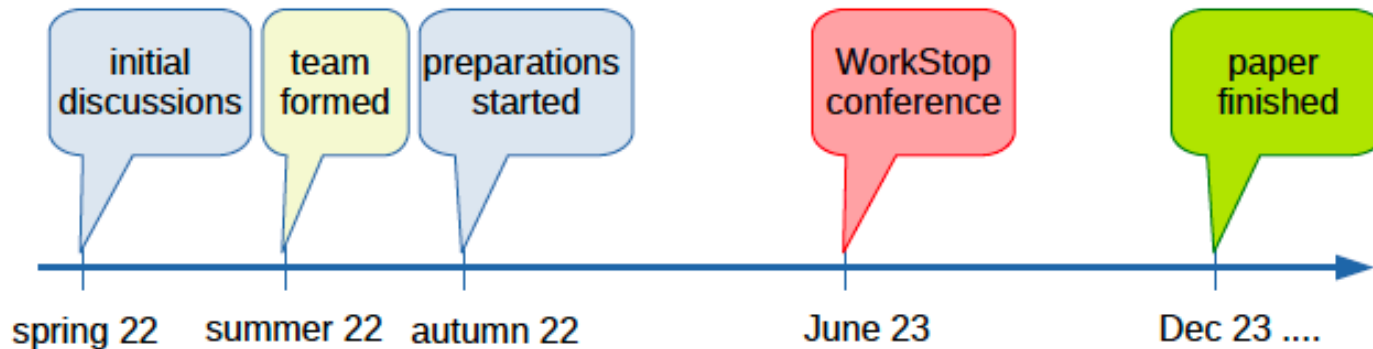 initial
discussions
team
formed
preparations
started
WorkStop
conference
paper
finished
spring 22
summer 22
autumn 22
June 23
Dec 23 ....